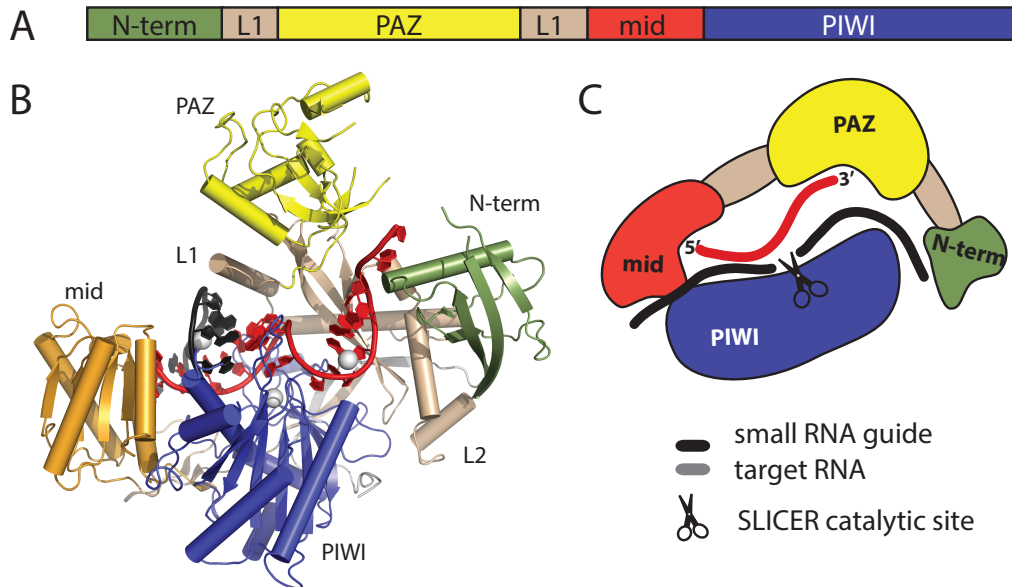 A
N-term L1 PAZ L1 mid PIWI
B
PAZ
N-term
L1
mid
L2
PIWI
C
PAZ
3'
5'
mid
N-term
PIWI
small RNA guide
target RNA
SLICER catalytic site